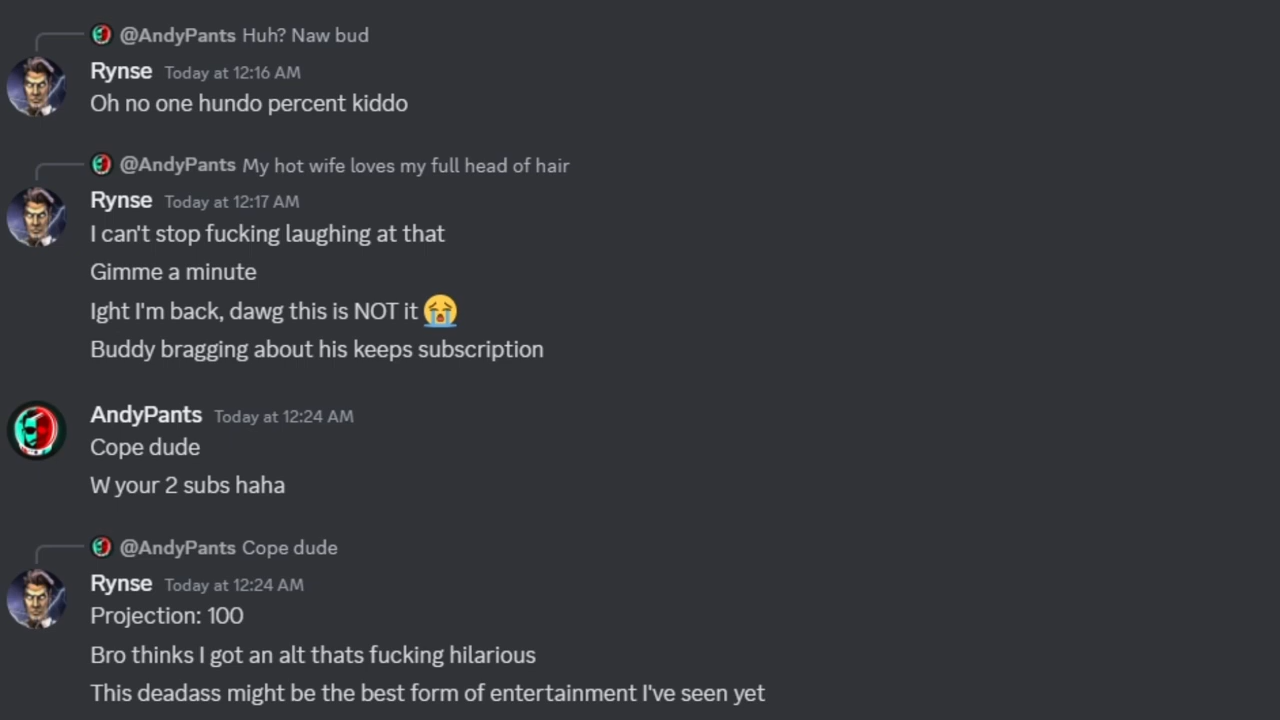 @AndyPants Huh? Naw bud
Rynse Today at 12:16 AM
Oh no one hundo percent kiddo
@AndyPants My hot wife loves my full head of hair
Rynse Today at 12:17 AM
I can't stop fucking laughing at that
Gimme a minute
Ight I'm back, dawg this is NOT it 😭
Buddy bragging about his keeps subscription
AndyPants Today at 12:24 AM
Cope dude
W your 2 subs haha
@AndyPants Cope dude
Rynse Today at 12:24 AM
Projection: 100
Bro thinks I got an alt thats fucking hilarious
This deadass might be the best form of entertainment I've seen yet